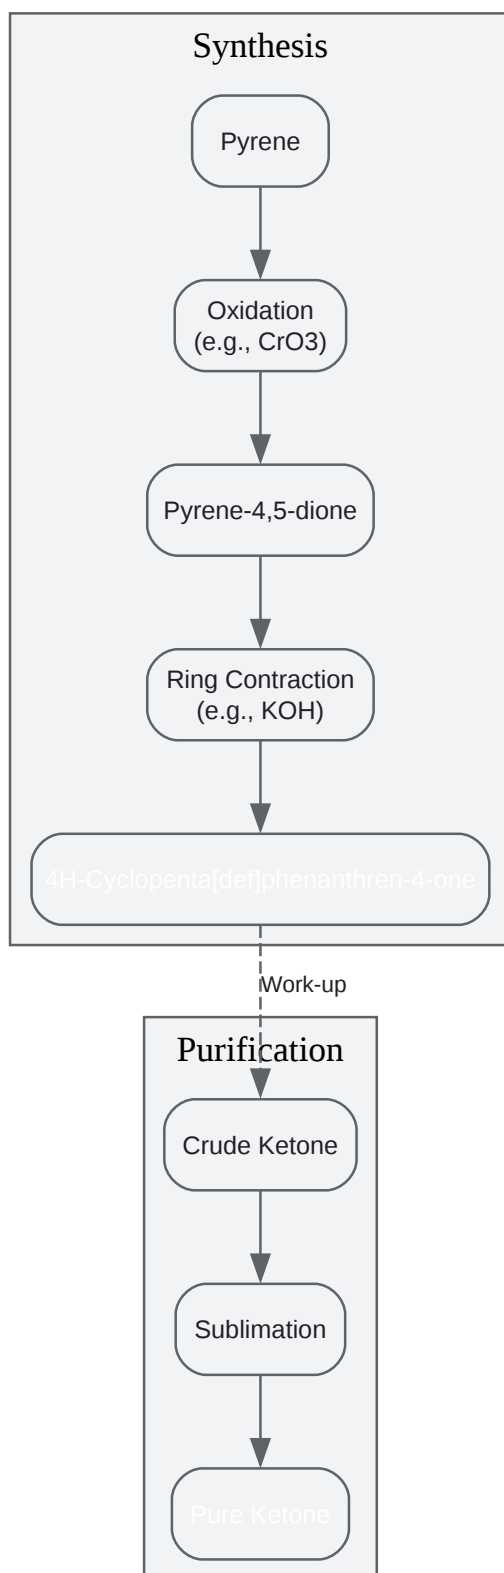 Synthesis
Pyrene
Oxidation
(e.g., CrO3)
Pyrene-4,5-dione
Ring Contraction
(e.g., KOH)
4H-Cyclopenta[def]phenanthren-4-one
Work-up
Purification
Crude Ketone
Sublimation
Pure Ketone